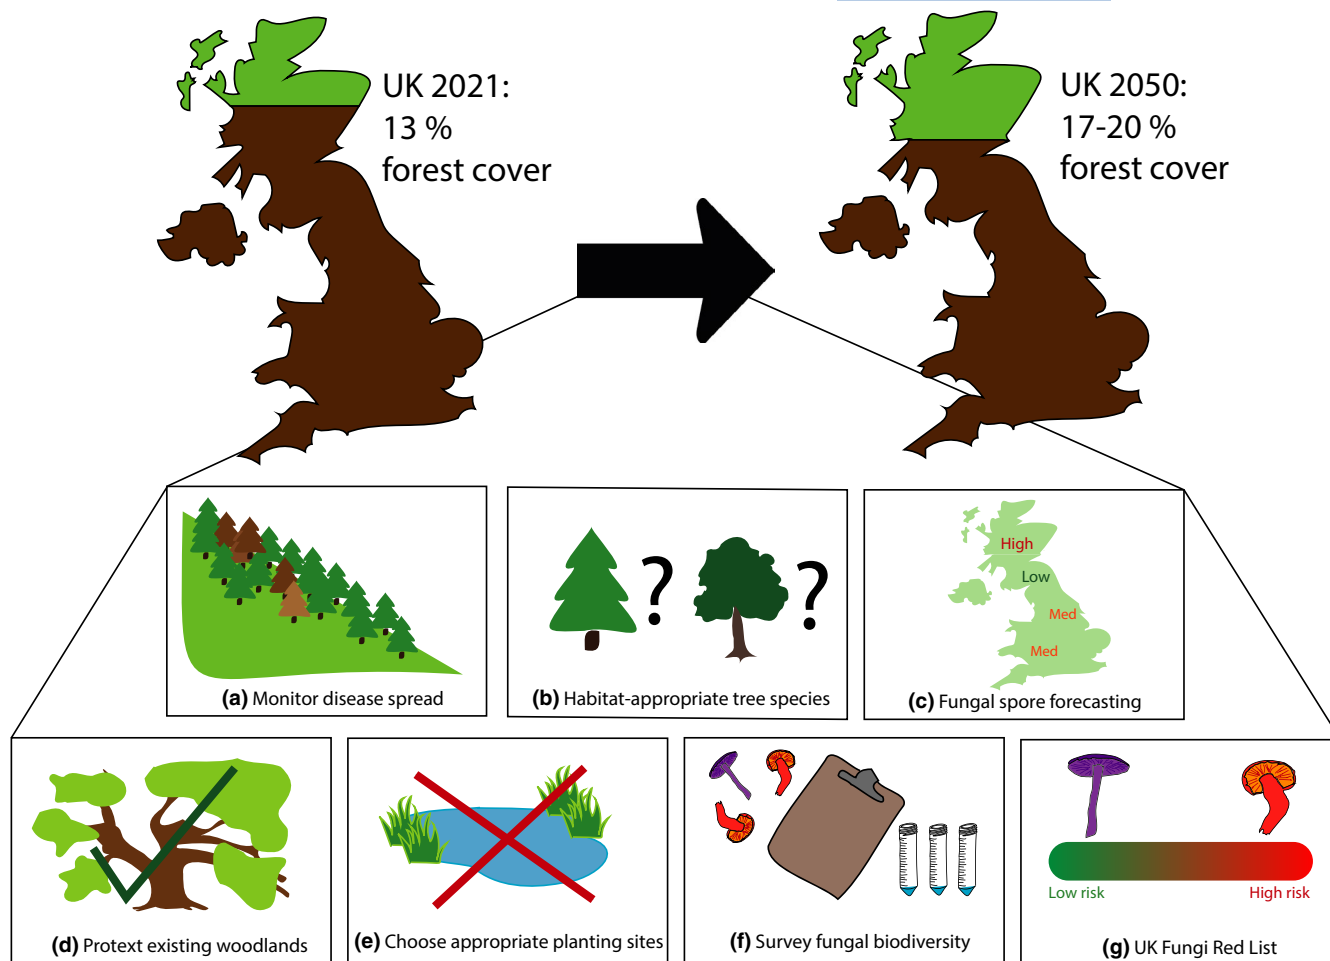 UK 2021:
13 %
forest cover
UK 2050:
17-20 %
forest cover
(a) Monitor disease spread
?
?
(b) Habitat-appropriate tree species
High
Low
Med
Med
(c) Fungal spore forecasting
(d) Protext existing woodlands
(e) Choose appropriate planting sites
(f) Survey fungal biodiversity
Low risk
High risk
(g) UK Fungi Red List